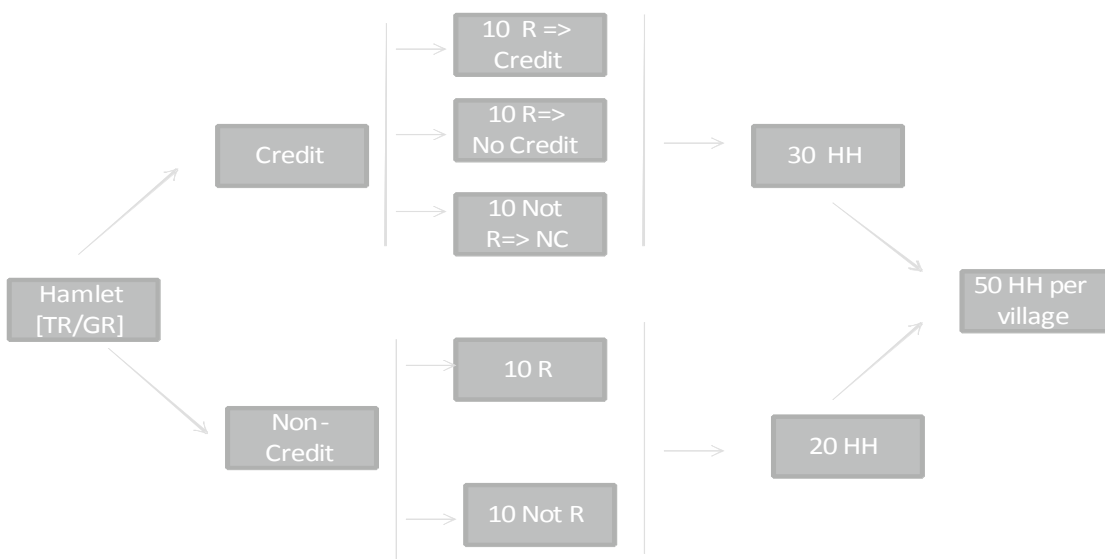 10 R =>
Credit
10 R=>
No Credit
Credit
30 HH
10 Not
R=> NC
Hamlet
[TR/GR]
50 HH per
village
10 R
Non-
Credit
20 HH
10 Not R